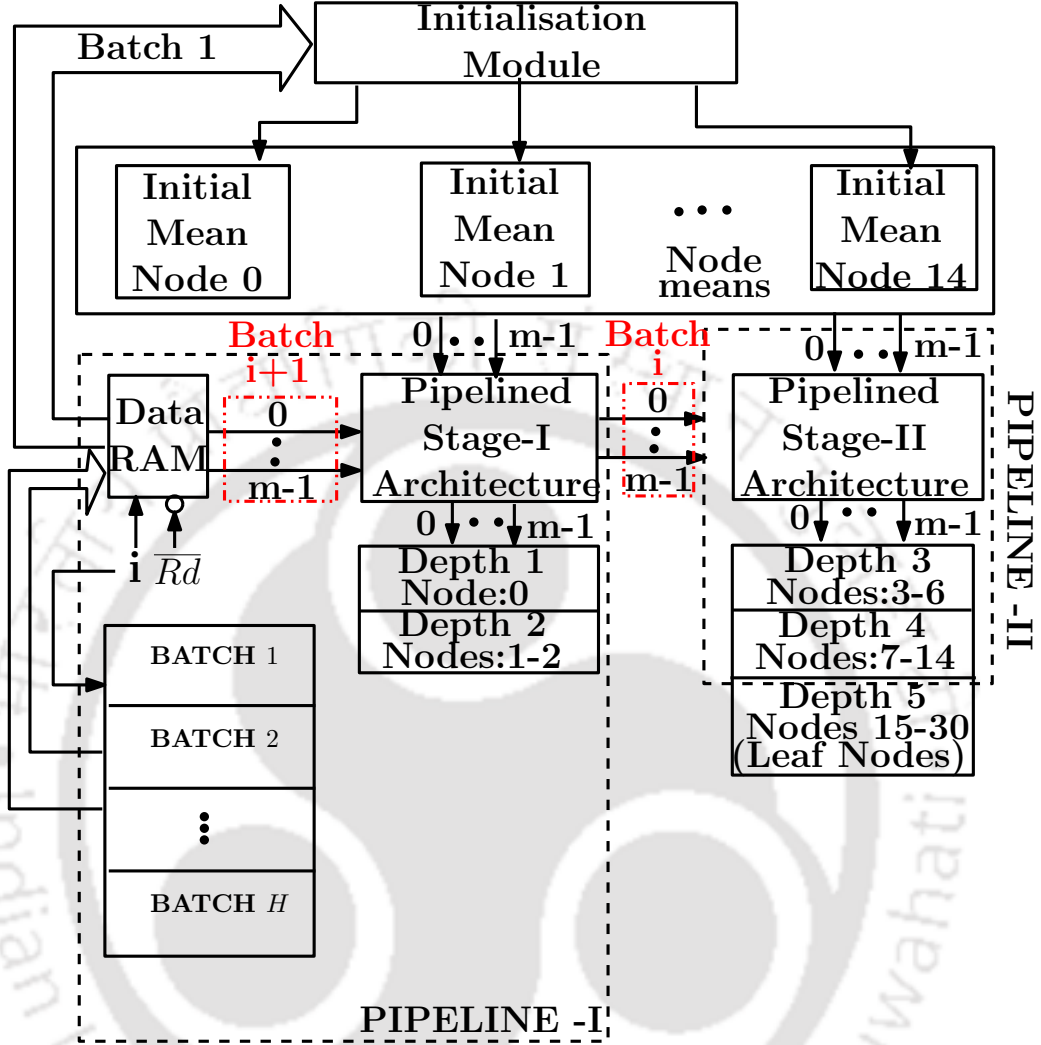 Initialisation
Module
Batch 1
Initial
Mean
Node 0
Initial
Mean
Node 1
• • •
Node
means
Initial
Mean
Node 14
0 • • m-1
0 • • m-1
Batch
i+1
0
m-1
Batch
i
0
m-1
Data
RAM
i
Rd
Pipelined
Stage-I
Architecture
0 • • m-1
Depth 1
Node:0
Depth 2
Nodes:1-2
Pipelined
Stage-II
Architecture
0 • • m-1
Depth 3
Nodes:3-6
Depth 4
Nodes:7-14
Depth 5
Nodes 15-30
(Leaf Nodes)
PIPELINE -II
BATCH 1
BATCH 2
BATCH H
PIPELINE -I